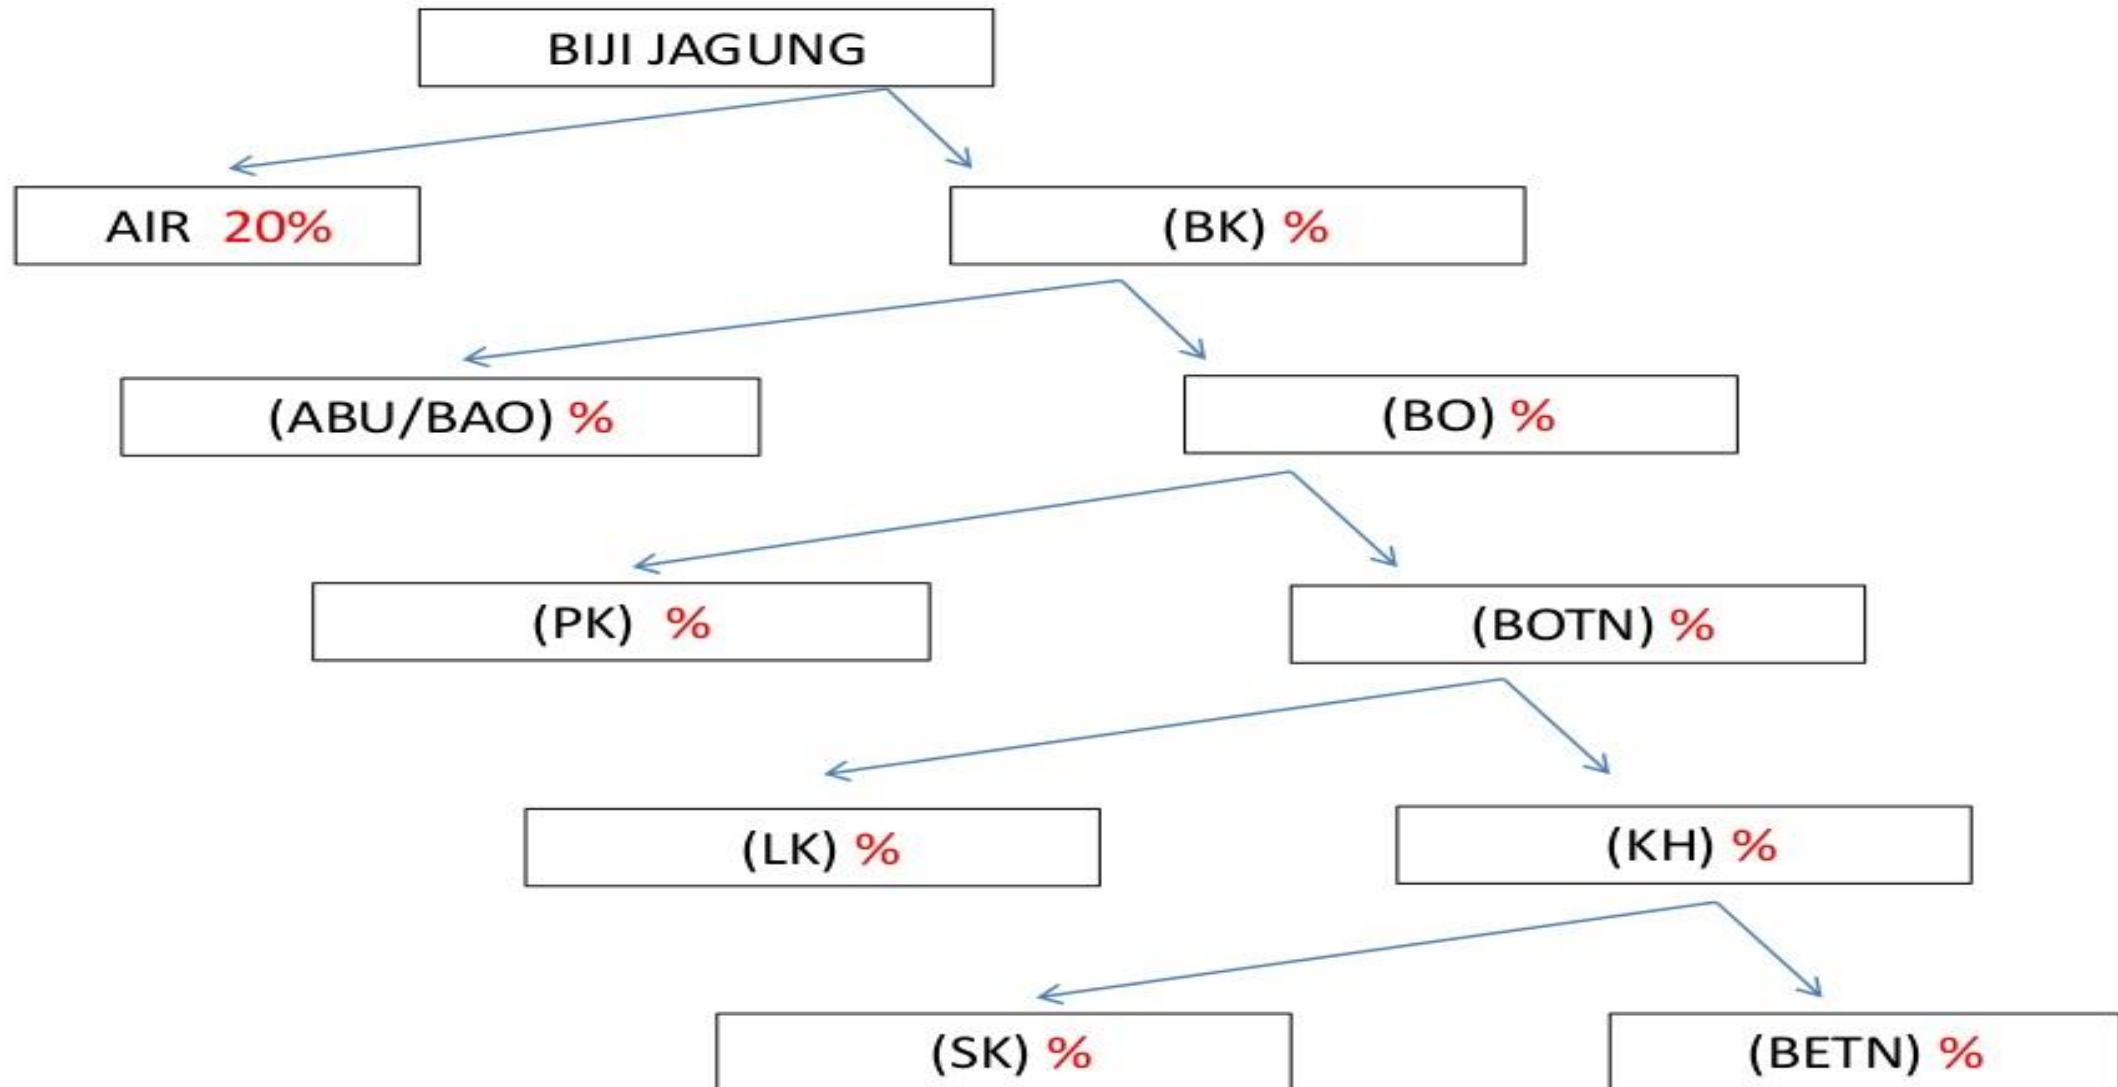 BIJI JAGUNG
AIR 20%
(BK) %
(ABU/BAO) %
(BO) %
(PK) %
(BOTN) %
(LK) %
(KH) %
(SK) %
(BETN) %